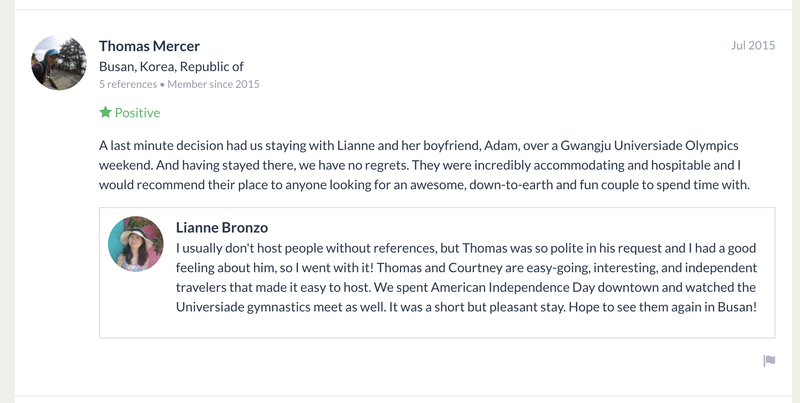 Thomas Mercer
Jul 2015
Busan, Korea, Republic of
5 references • Member since 2015
Positive
A last minute decision had us staying with Lianne and her boyfriend, Adam, over a Gwangju Universiade Olympics
weekend. And having stayed there, we have no regrets. They were incredibly accommodating and hospitable and I
would recommend their place to anyone looking for an awesome, down-to-earth and fun couple to spend time with.
Lianne Bronzo
I usually don't host people without references, but Thomas was so polite in his request and I had a good
feeling about him, so I went with it! Thomas and Courtney are easy-going, interesting, and independent
travelers that made it easy to host. We spent American Independence Day downtown and watched the
Universiade gymnastics meet as well. It was a short but pleasant stay. Hope to see them again in Busan!